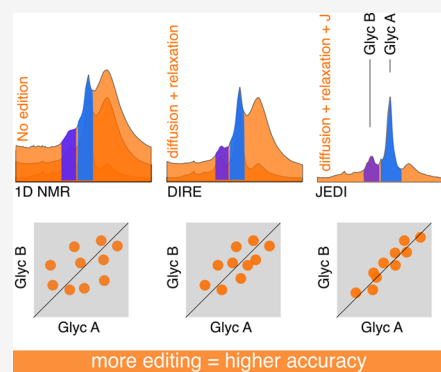 No edition
diffusion + relaxation
diffusion + relaxation + J
Glyc B
Glyc A
1D NMR
DIRE
JEDI
Glyc B
Glyc A
Glyc B
Glyc A
Glyc B
Glyc A
more editing = higher accuracy